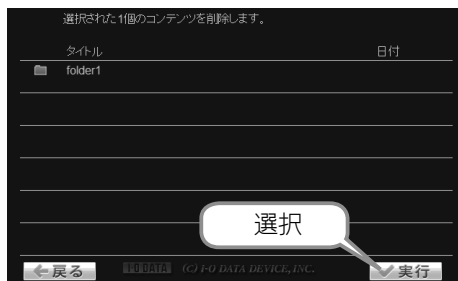 選択された1個のコンテンツを削除します。
タイトル 日付
folder1
選択
戻る I-O DATA (C) I-O DATA DEVICE, INC. 実行